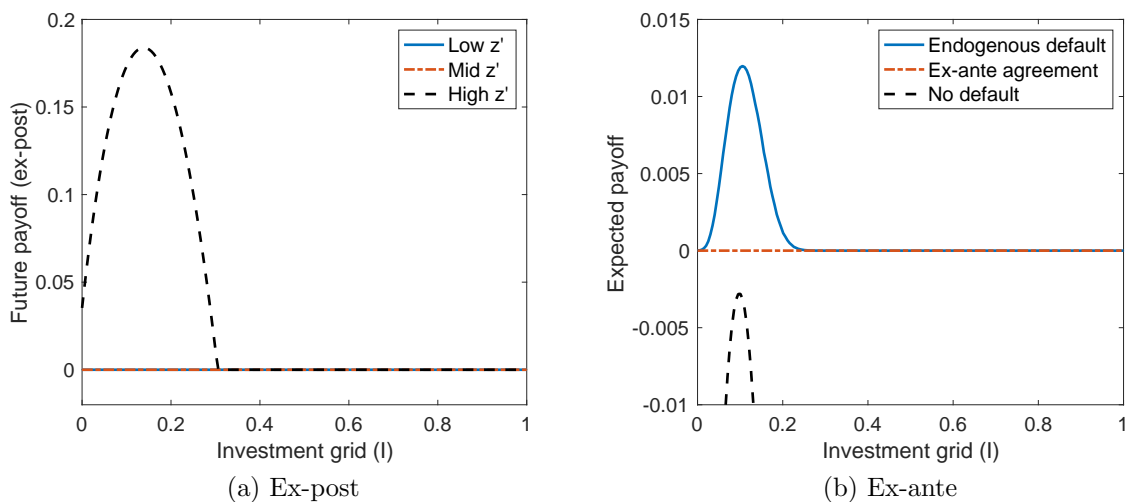 Future payoff (ex-post)
0.2
0.15
0.1
0.05
0
Low z'
Mid z'
High z'
0
0.2
0.4
0.6
0.8
1
Investment grid (I)
(a) Ex-post
Expected payoff
0.015
0.01
0.005
0
-0.005
-0.01
Endogenous default
Ex-ante agreement
No default
0
0.2
0.4
0.6
0.8
1
Investment grid (I)
(b) Ex-ante